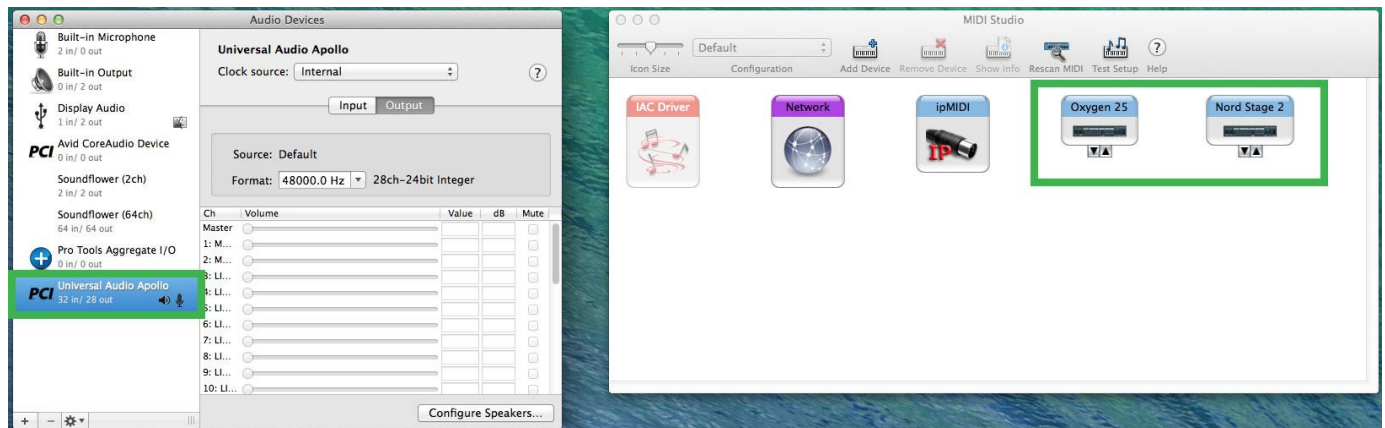 Audio Devices
Built-in Microphone
2 in/ 0 out
Built-in Output
0 in/ 2 out
Display Audio
1 in/ 2 out
PCI
Avid CoreAudio Device
0 in/ 0 out
Soundflower (2ch)
2 in/ 2 out
Soundflower (64ch)
64 in/ 64 out
Pro Tools Aggregate I/O
0 in/ 0 out
PCI
Universal Audio Apollo
32 in/ 28 out
Universal Audio Apollo
Clock source: Internal
?
Input Output
Source: Default
Format: 48000.0 Hz 28ch-24bit Integer
Ch Volume Value dB Mute
Master
1: M...
2: M...
3: LI...
4: LI...
5: LI...
6: LI...
7: LI...
8: LI...
9: LI...
10: LI...
Configure Speakers...
MIDI Studio
Default
?
Icon Size Configuration Add Device Remove Device Show Info Rescan MIDI Test Setup Help
IAC Driver Network ipMIDI Oxygen 25 Nord Stage 2
IP